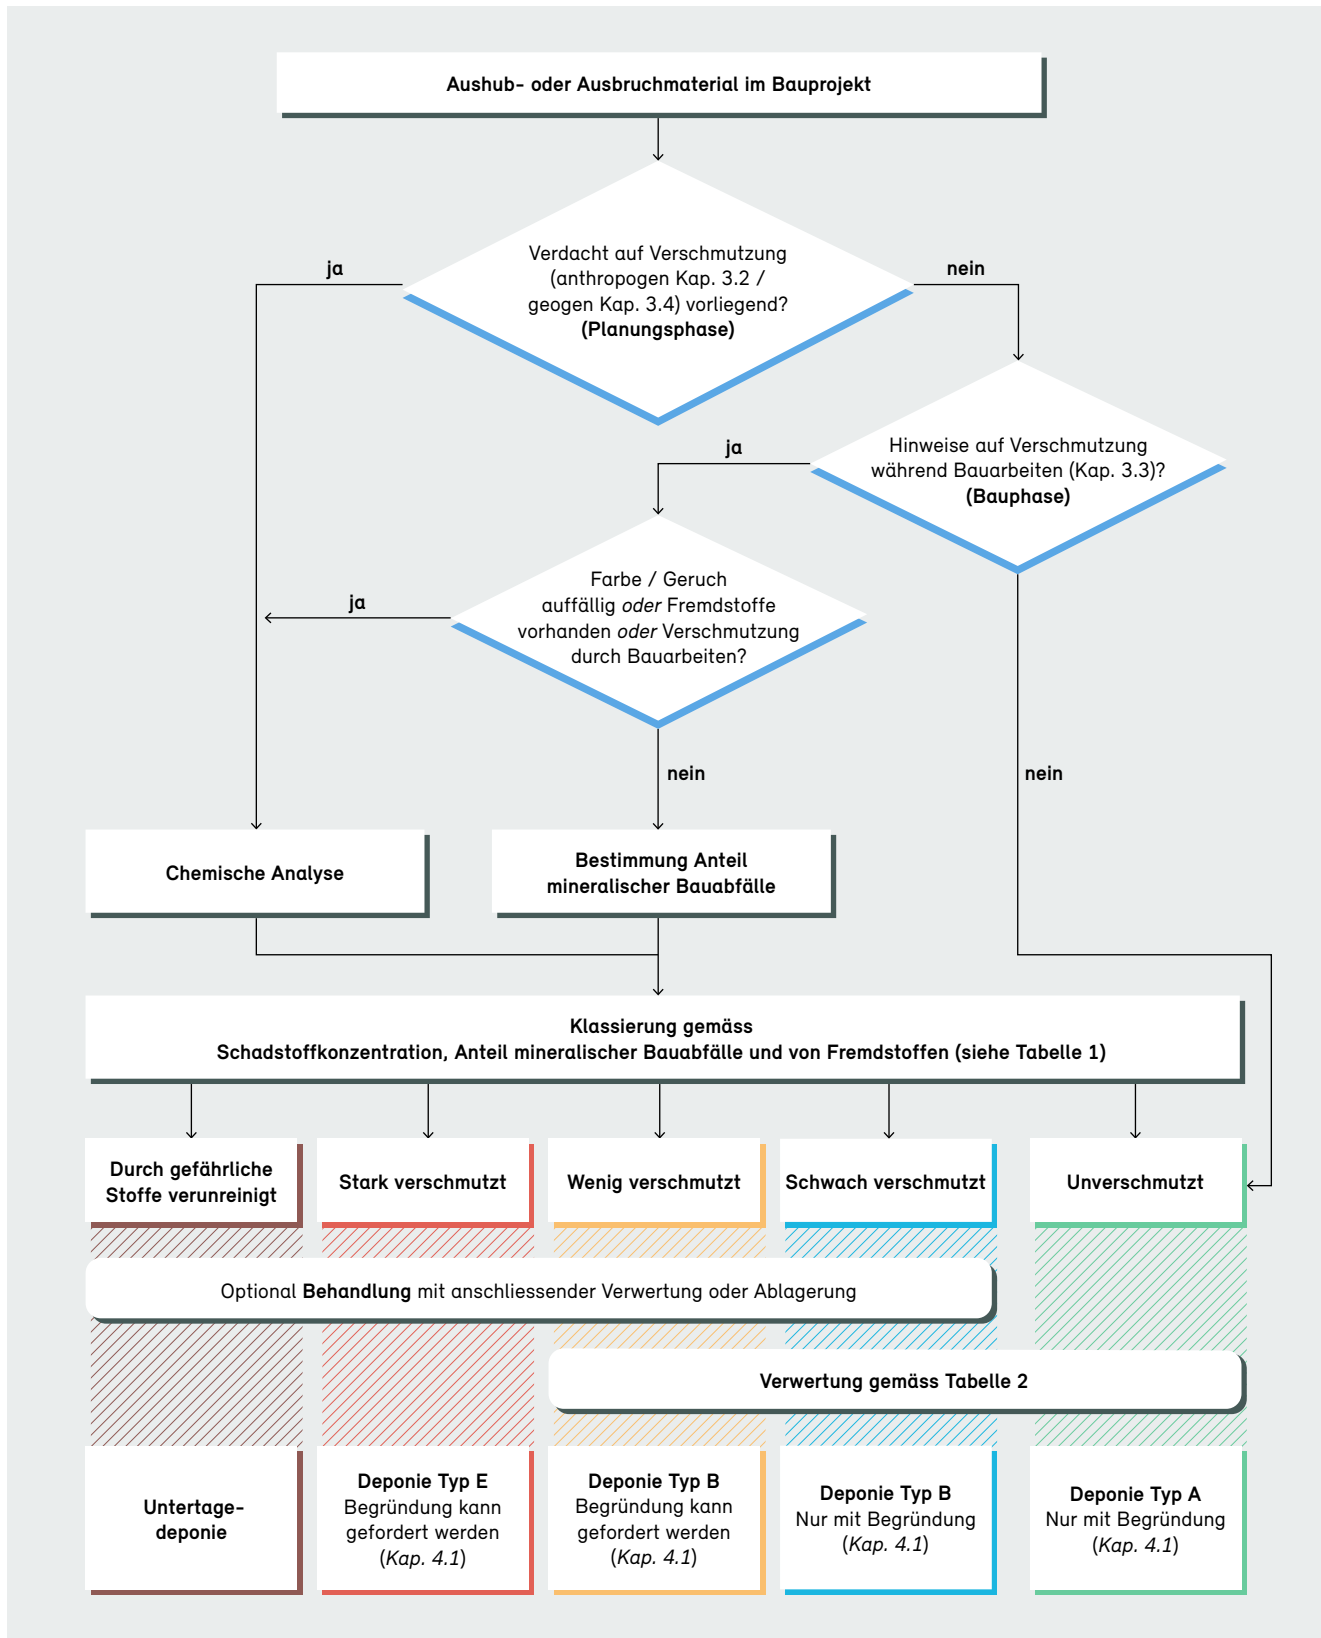 Aushub- oder Ausbruchmaterial im Bauprojekt
Verdacht auf Verschmutzung
(anthropogen Kap. 3.2 /
geogen Kap. 3.4) vorliegend?
(Planungsphase)
ja
nein
Hinweise auf Verschmutzung
während Bauarbeiten (Kap. 3.3)?
(Bauphase)
ja
Farbe / Geruch
auffällig oder Fremdstoffe
vorhanden oder Verschmutzung
durch Bauarbeiten?
ja
nein
nein
Chemische Analyse
Bestimmung Anteil
mineralischer Bauabfälle
Klassierung gemäss
Schadstoffkonzentration, Anteil mineralischer Bauabfälle und von Fremdstoffen (siehe Tabelle 1)
Durch gefährliche
Stoffe verunreinigt
Stark verschmutzt
Wenig verschmutzt
Schwach verschmutzt
Unverschmutzt
Optional Behandlung mit anschliessender Verwertung oder Ablagerung
Verwertung gemäss Tabelle 2
Untertage-
deponie
Deponie Typ E
Begründung kann
gefordert werden
(Kap. 4.1)
Deponie Typ B
Begründung kann
gefordert werden
(Kap. 4.1)
Deponie Typ B
Nur mit Begründung
(Kap. 4.1)
Deponie Typ A
Nur mit Begründung
(Kap. 4.1)